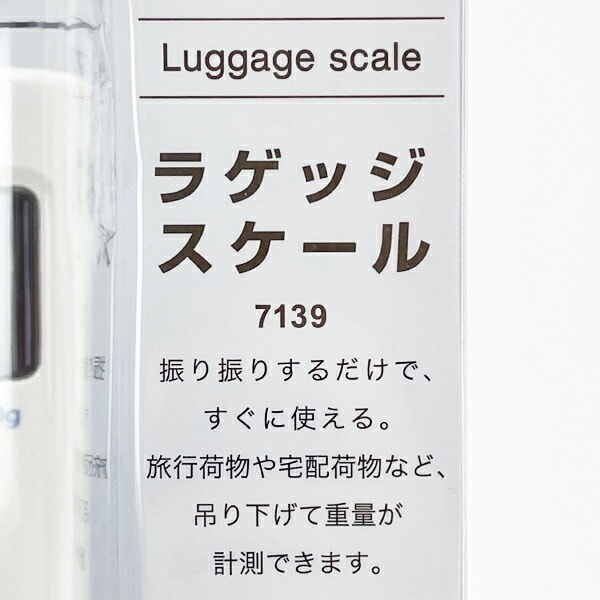 Luggage scale
ラゲッジ
スケール
7139
振り振りするだけで、
すぐに使える。
旅行荷物や宅配荷物など、
吊り下げて重量が
計測できます。